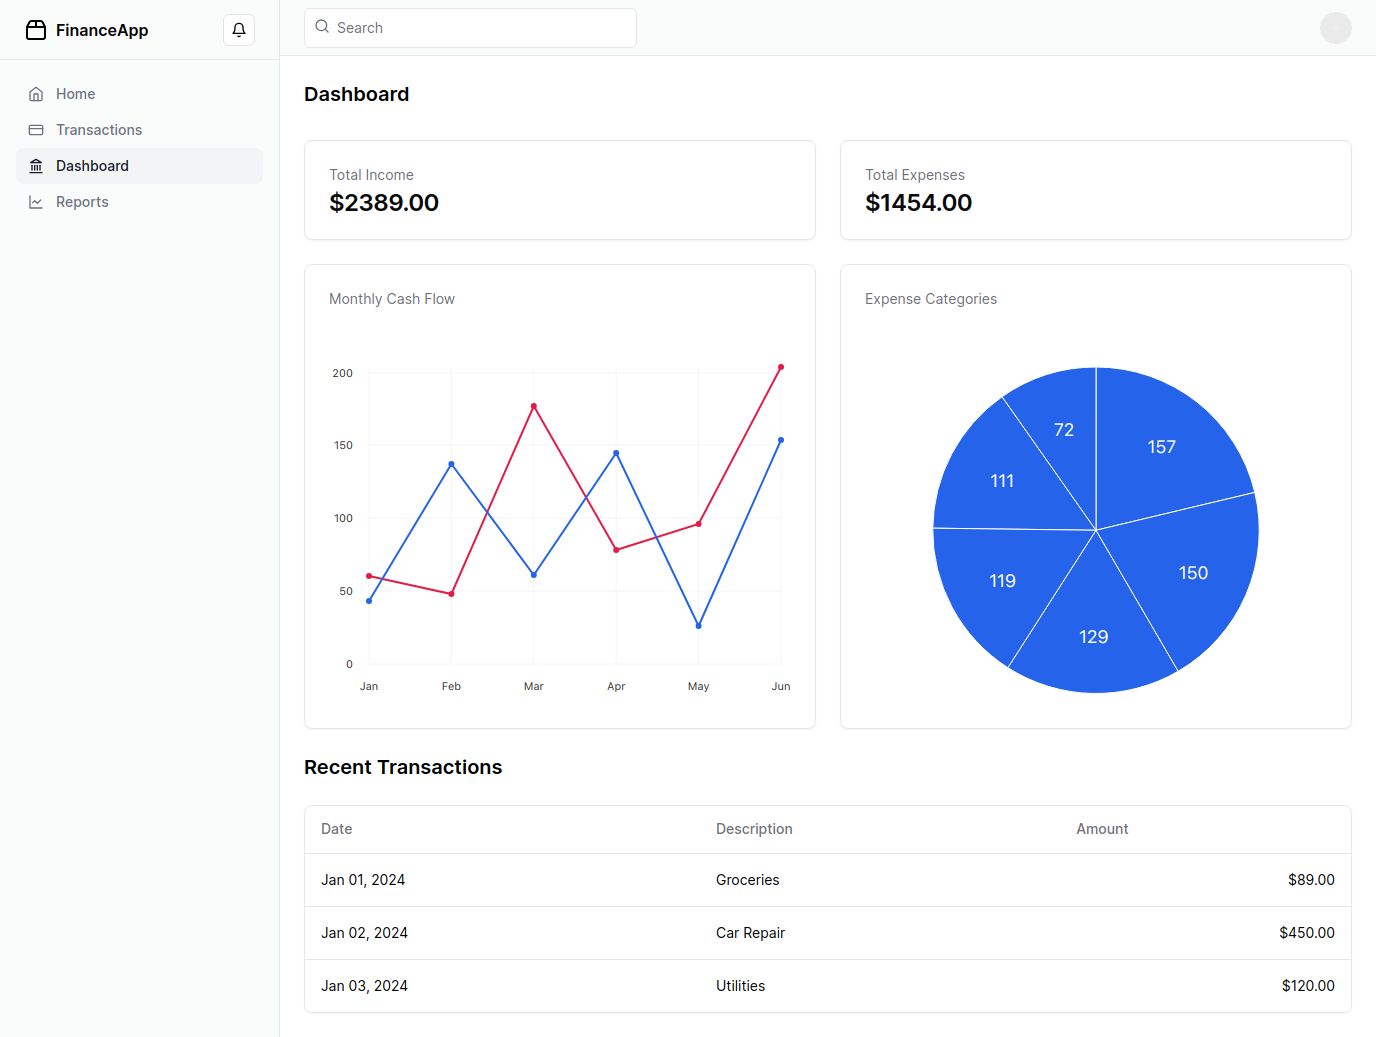 FinanceApp
Search
Home
Transactions
Dashboard
Reports
Dashboard
Total Income
$2389.00
Total Expenses
$1454.00
Monthly Cash Flow
200
150
100
50
0
Jan Feb Mar Apr May Jun
Expense Categories
72
157
111
150
119
129
Recent Transactions
Date Description Amount
Jan 01, 2024 Groceries $89.00
Jan 02, 2024 Car Repair $450.00
Jan 03, 2024 Utilities $120.00